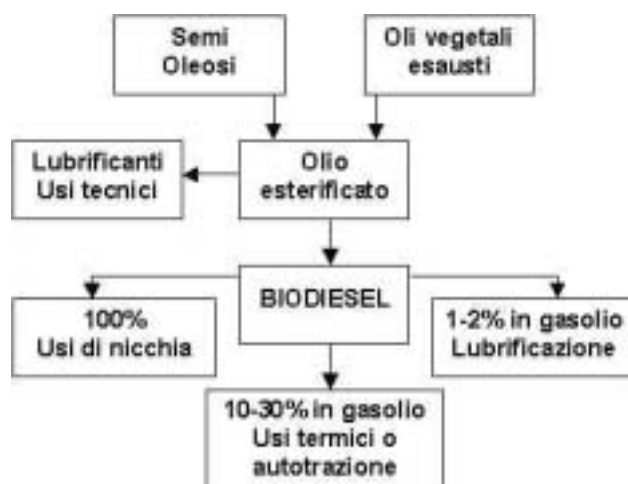 Semi
Oleosi
Oli vegetali
esausti
Lubrificanti
Usi tecnici
Olio
esterificato
BIODIESEL
100%
Usi di nicchia
1-2% in gasolio
Lubrificazione
10-30% in gasolio
Usi termici o
autotrazione